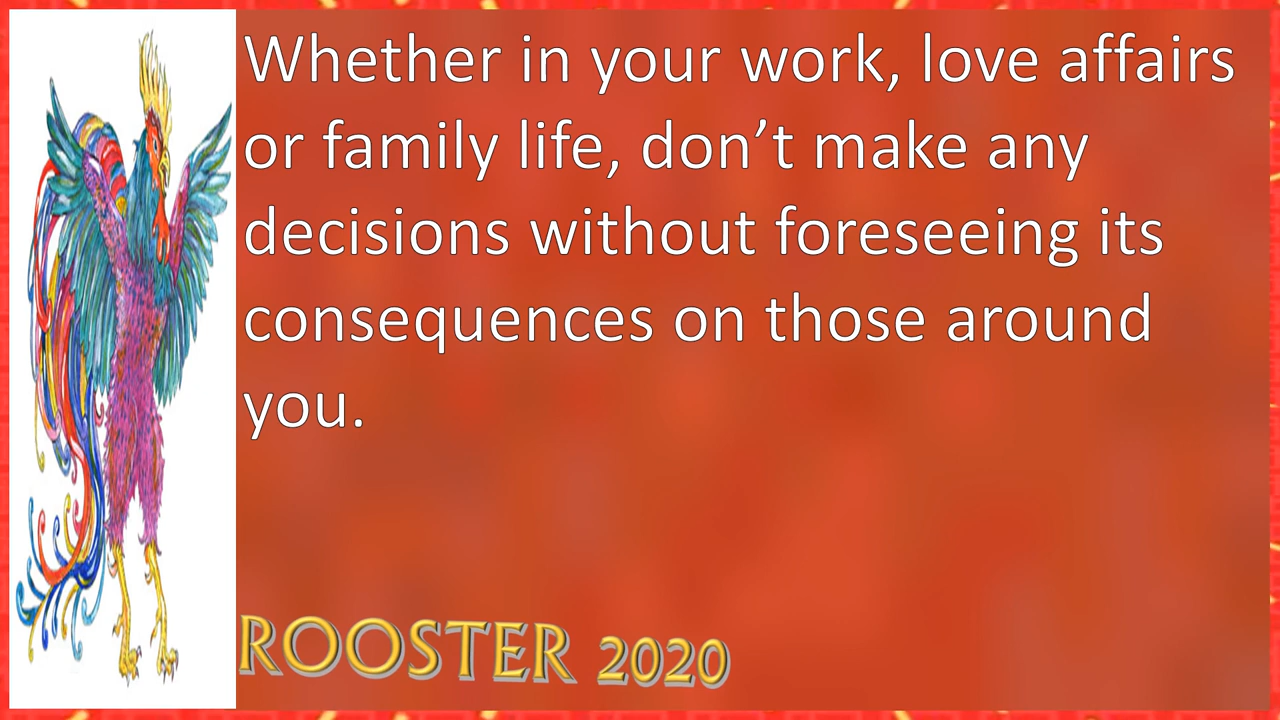 Whether in your work, love affairs
or family life, don’t make any
decisions without foreseeing its
consequences on those around
you.
ROOSTER 2020